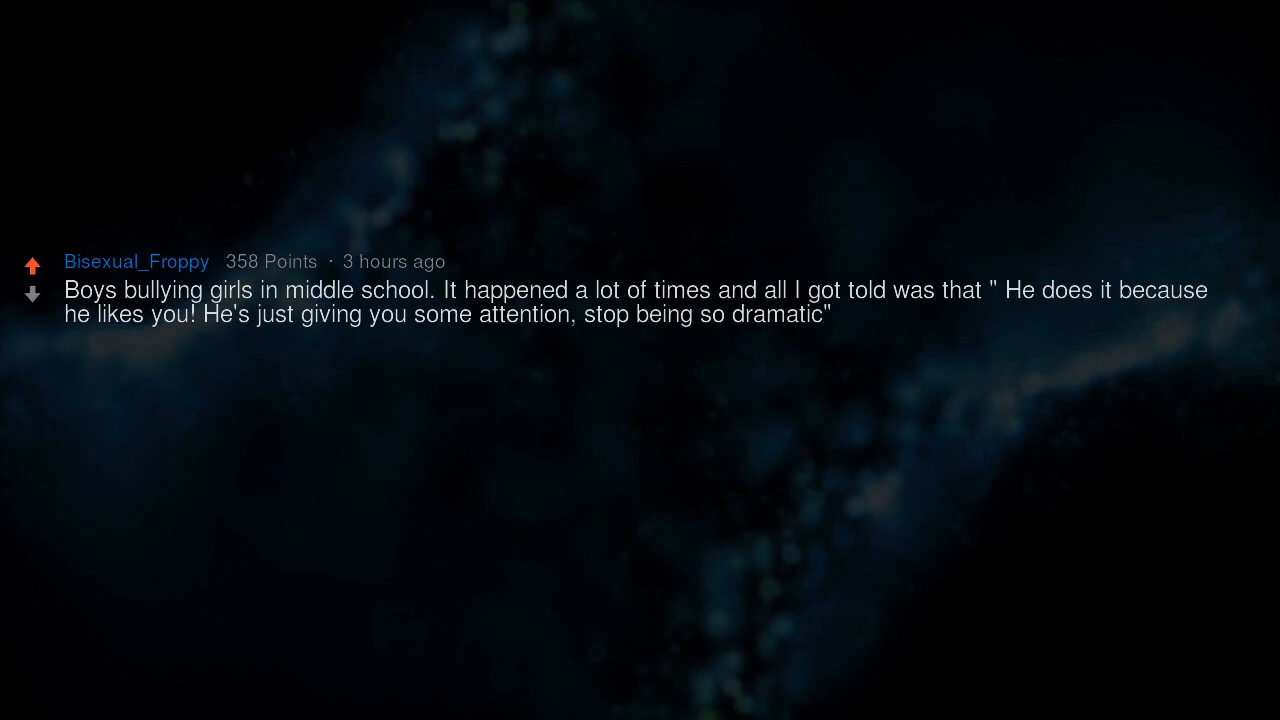 Bisexual_Froppy 358 Points · 3 hours ago
Boys bullying girls in middle school. It happened a lot of times and all I got told was that " He does it because
he likes you! He's just giving you some attention, stop being so dramatic"